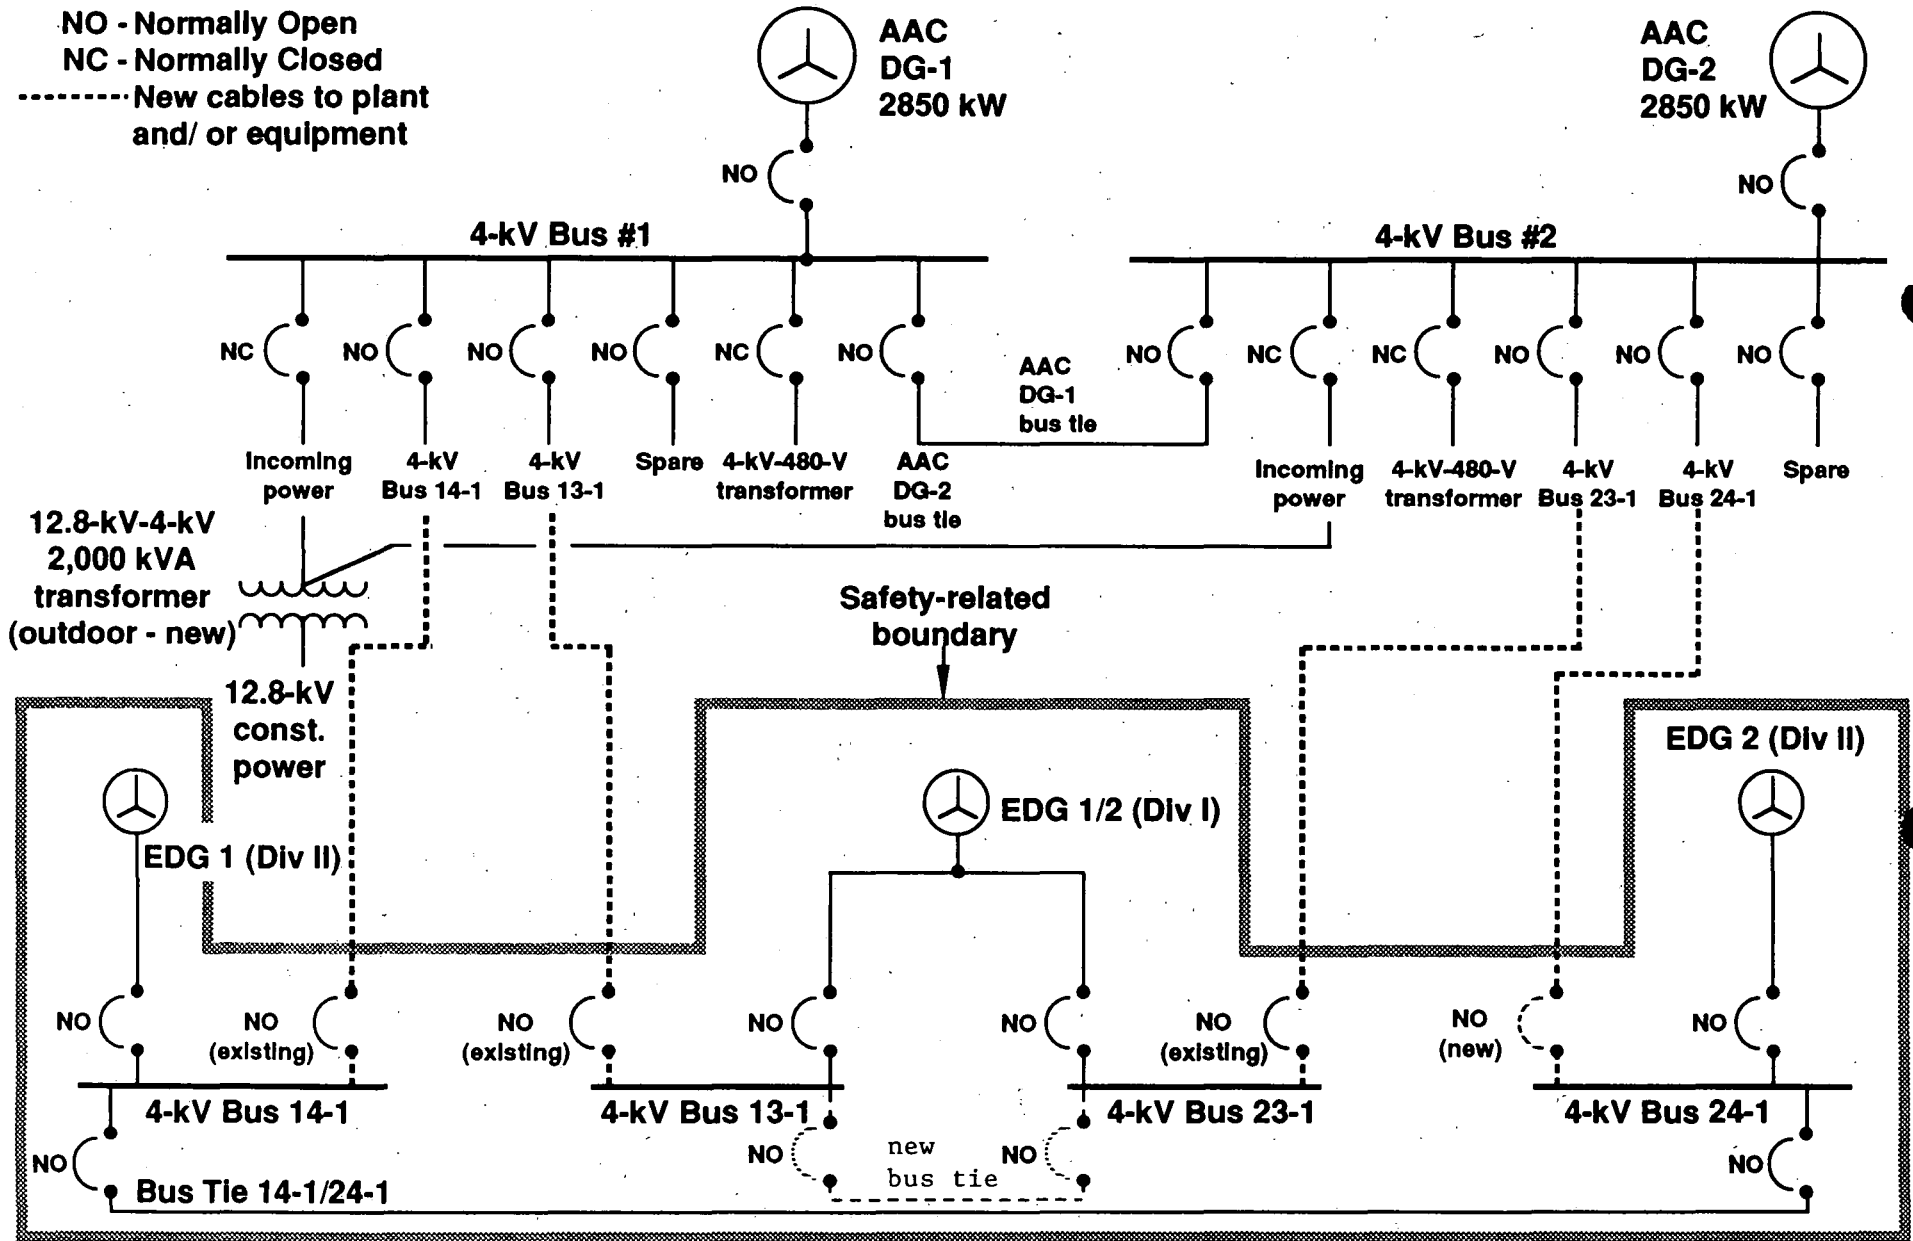 NO - Normally Open
NC - Normally Closed
New cables to plant
and/ or equipment
AAC
DG-1
2850 kW
AAC
DG-2
2850 kW
NO
NO
4-kV Bus #1
4-kV Bus #2
NC
NO
NO
NO
NC
NO
NO
NC
NC
NO
NO
NO
AAC
DG-1
bus tie
Incoming
power
4-kV
Bus 14-1
4-kV
Bus 13-1
Spare
4-kV-480-V
transformer
AAC
DG-2
bus tie
Incoming
power
4-kV-480-V
transformer
4-kV
Bus 23-1
4-kV
Bus 24-1
Spare
12.8-kV-4-kV
2,000 kVA
transformer
(outdoor - new)
12.8-kV
const.
power
Safety-related
boundary
EDG 1 (Div II)
EDG 1/2 (Div I)
EDG 2 (Div II)
NO
NO
(existing)
NO
(existing)
NO
NO
NO
(existing)
NO
(new)
NO
4-kV Bus 14-1
4-kV Bus 13-1
4-kV Bus 23-1
4-kV Bus 24-1
NO
NO
new
bus tie
NO
NO
Bus Tie 14-1/24-1